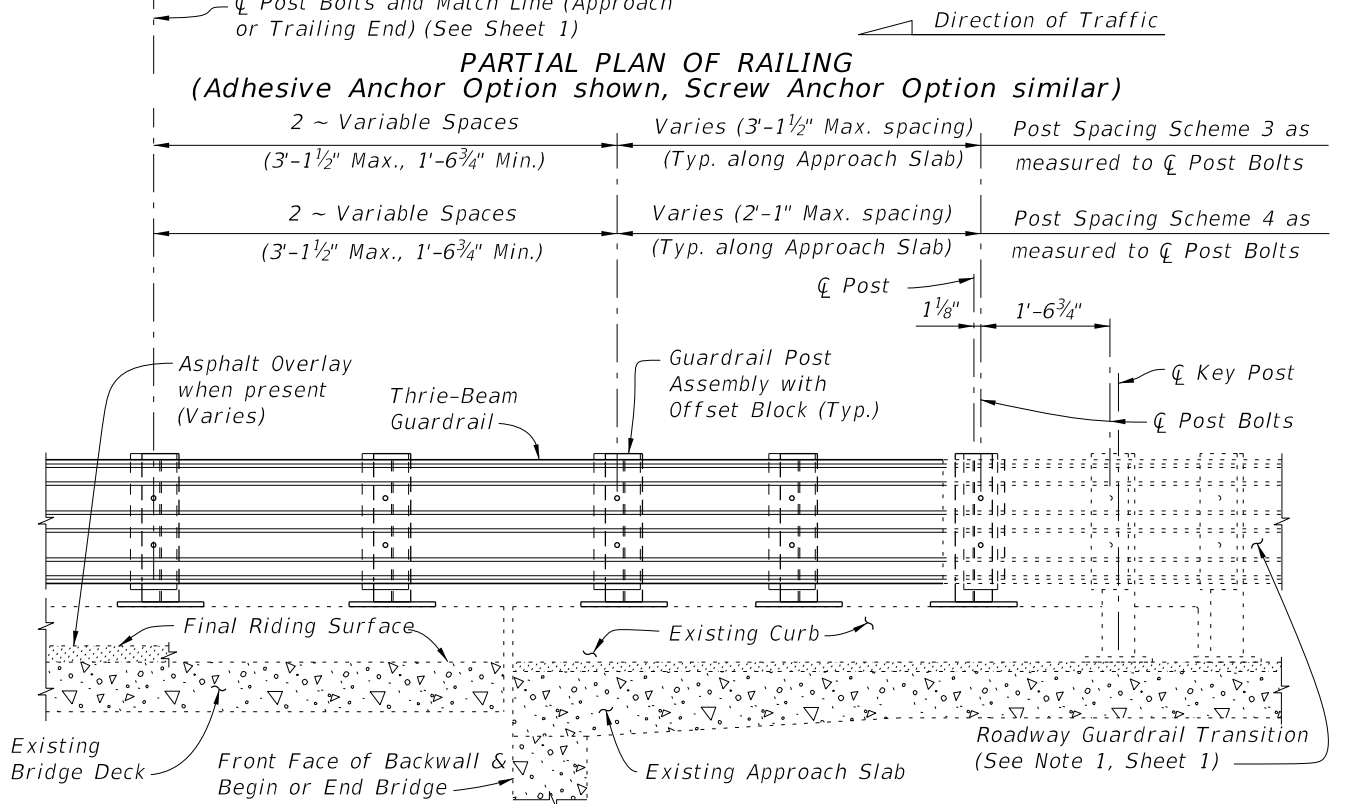 ℄ Post Bolts and Match Line (Approach
or Trailing End) (See Sheet 1)
Direction of Traffic
PARTIAL PLAN OF RAILING
(Adhesive Anchor Option shown, Screw Anchor Option similar)
2 ~ Variable Spaces
(3'-1½" Max., 1'-6¾" Min.)
Varies (3'-1½" Max. spacing)
(Typ. along Approach Slab)
Post Spacing Scheme 3 as
measured to ℄ Post Bolts
2 ~ Variable Spaces
(3'-1½" Max., 1'-6¾" Min.)
Varies (2'-1" Max. spacing)
(Typ. along Approach Slab)
Post Spacing Scheme 4 as
measured to ℄ Post Bolts
℄ Post
1⅛"
1'-6¾"
Asphalt Overlay
when present
(Varies)
Thrie-Beam
Guardrail
Guardrail Post
Assembly with
Offset Block (Typ.)
℄ Key Post
℄ Post Bolts
Final Riding Surface
Existing Curb
Existing
Bridge Deck
Front Face of Backwall &
Begin or End Bridge
Existing Approach Slab
Roadway Guardrail Transition
(See Note 1, Sheet 1)